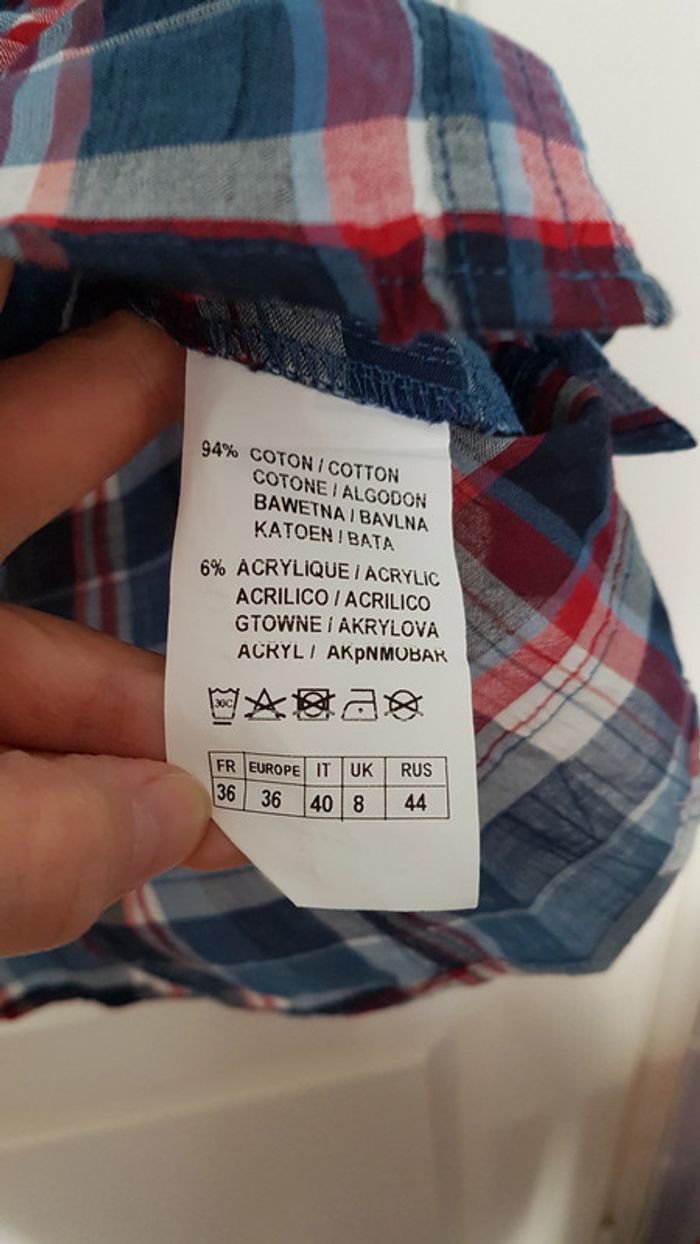 94% COTON / COTTON
COTONE / ALGODON
BAWETNA / BAVLNA
KATOEN / BATA
6% ACRYLIQUE / ACRYLIC
ACRILICO / ACRILICO
GTOWNE / AKRYLOVA
ACRYL / AKpNMOBAR
30C
FR EUROPE IT UK RUS
36 36 40 8 44